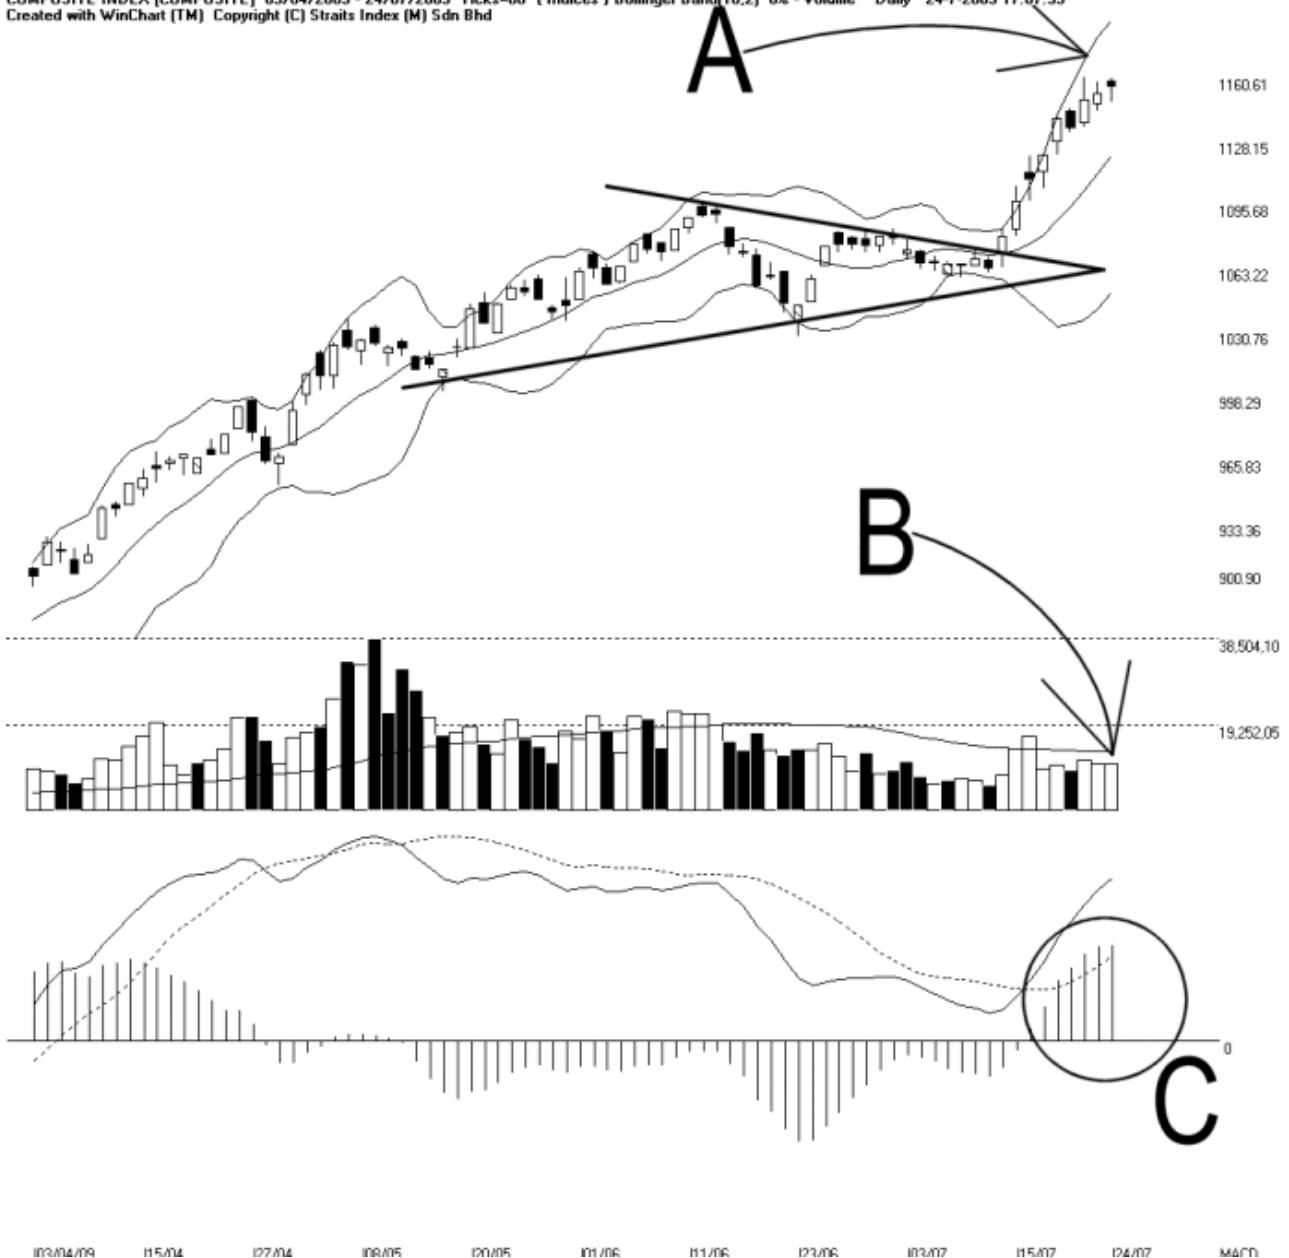 Created with WinChart (TM) Copyright (C) Straits Index (M) Sdn Bhd
A
1160.61
1128.15
1095.68
1063.22
1030.76
998.29
965.83
B
933.36
900.90
38,504,10
19,252,05
0
C
03/04/09 15/04 27/04 08/05 20/05 01/06 11/06 23/06 03/07 15/07 24/07 MACD